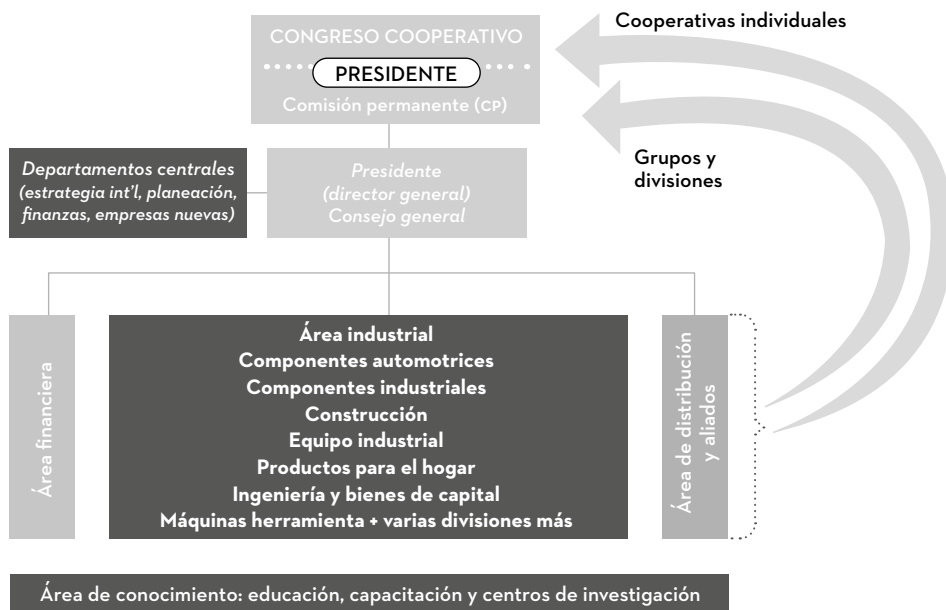 Cooperativas individuales
CONGRESO COOPERATIVO
PRESIDENTE
Comisión permanente (CP)
Grupos y
divisiones
Departamentos centrales
(estrategia int'l, planeación,
finanzas, empresas nuevas)
Presidente
(director general)
Consejo general
Área financiera
Área industrial
Componentes automotrices
Componentes industriales
Construcción
Equipo industrial
Productos para el hogar
Ingeniería y bienes de capital
Máquinas herramienta + varias divisiones más
Área de distribución
y aliados
Área de conocimiento: educación, capacitación y centros de investigación